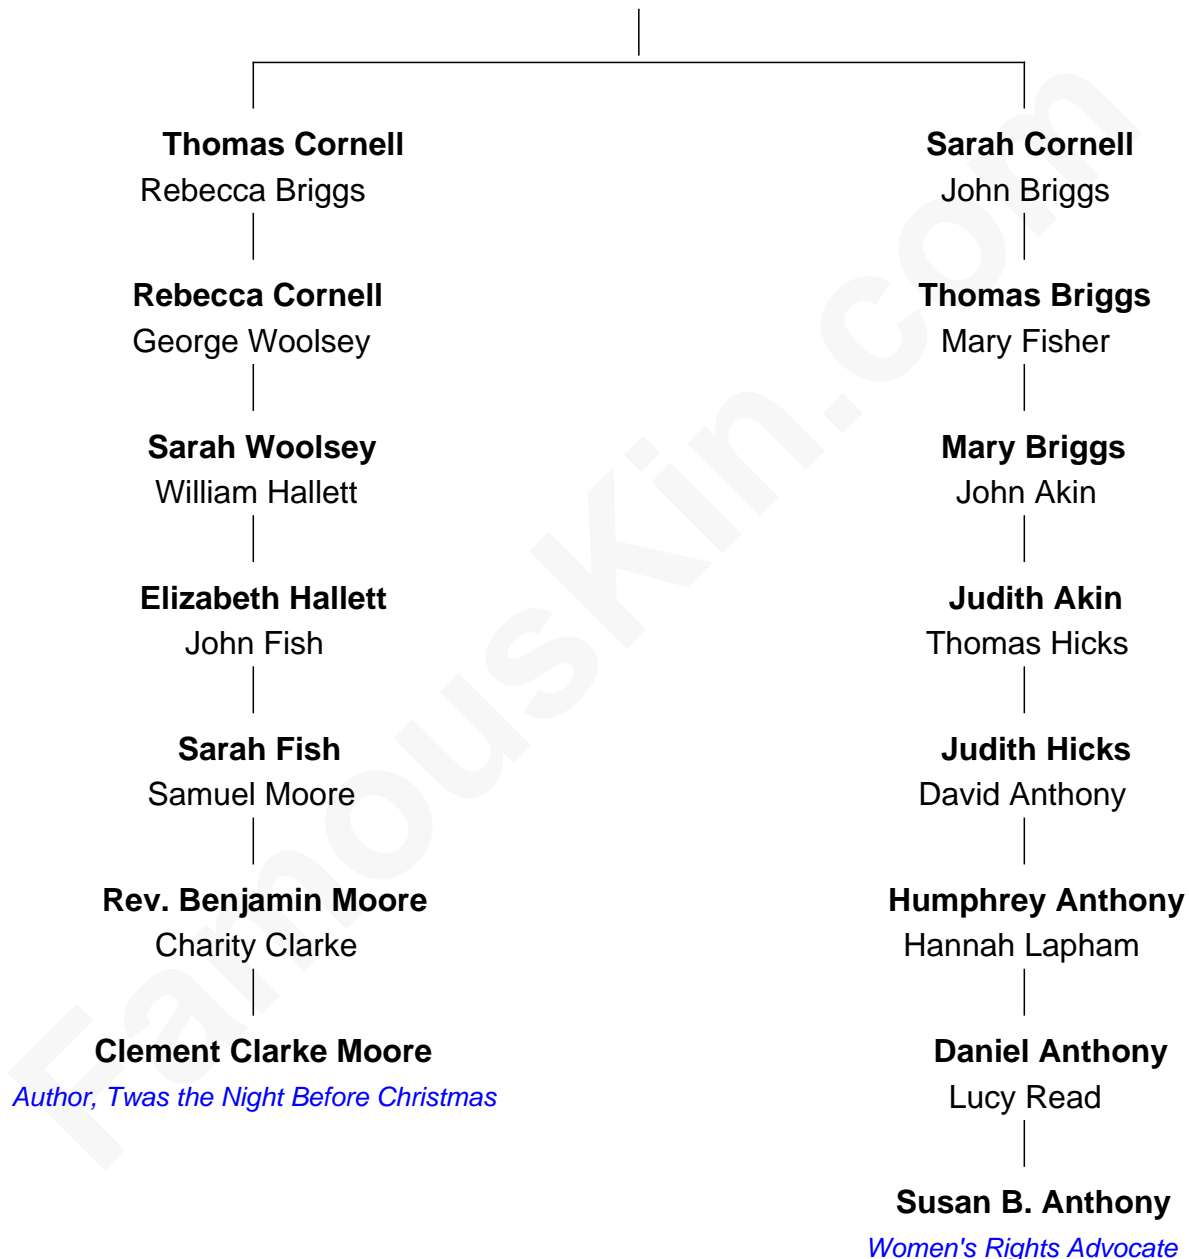 Thomas Cornell
Rebecca Briggs
Rebecca Cornell
George Woolsey
Sarah Woolsey
William Hallett
Elizabeth Hallett
John Fish
Sarah Fish
Samuel Moore
Rev. Benjamin Moore
Charity Clarke
Clement Clarke Moore
Author, Twas the Night Before Christmas
Sarah Cornell
John Briggs
Thomas Briggs
Mary Fisher
Mary Briggs
John Akin
Judith Akin
Thomas Hicks
Judith Hicks
David Anthony
Humphrey Anthony
Hannah Lapham
Daniel Anthony
Lucy Read
Susan B. Anthony
Women's Rights Advocate
FamousKin.com